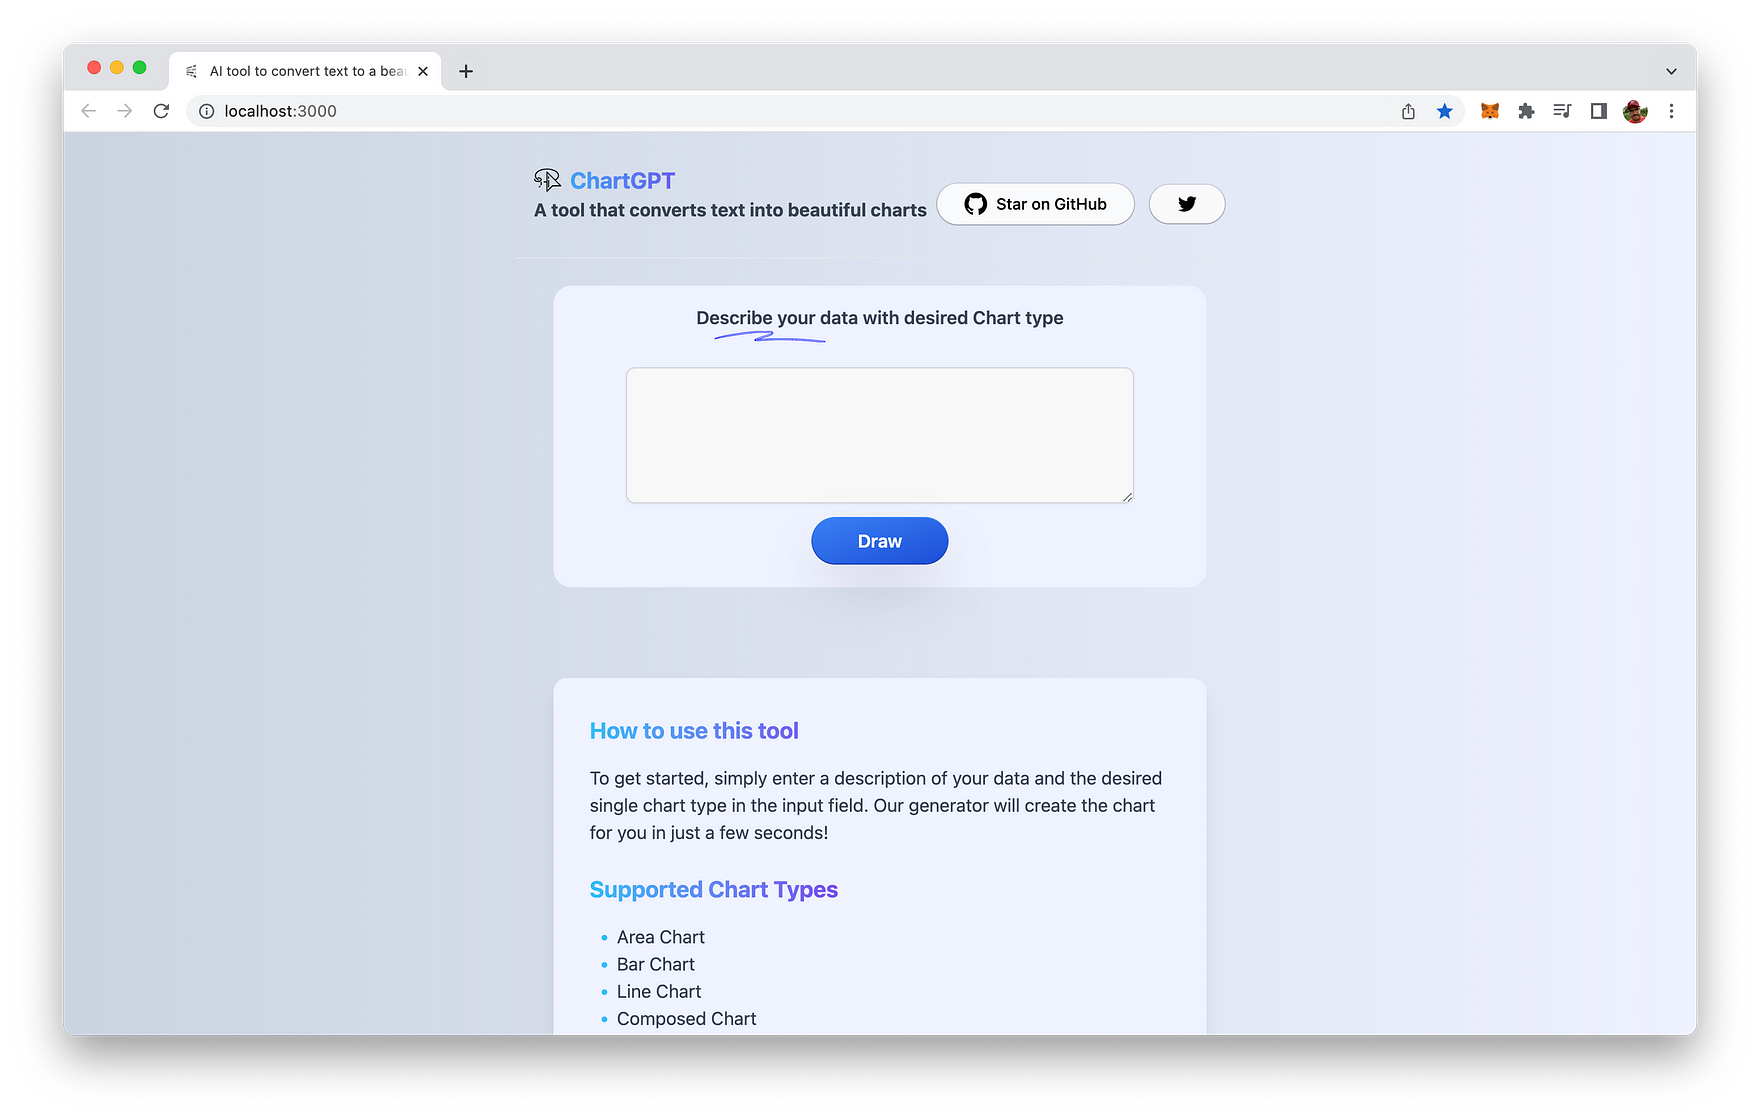 AI tool to convert text to a beau
localhost:3000
ChartGPT
A tool that converts text into beautiful charts
Star on GitHub
Describe your data with desired Chart type
Draw
How to use this tool
To get started, simply enter a description of your data and the desired
single chart type in the input field. Our generator will create the chart
for you in just a few seconds!
Supported Chart Types
Area Chart
Bar Chart
Line Chart
Composed Chart